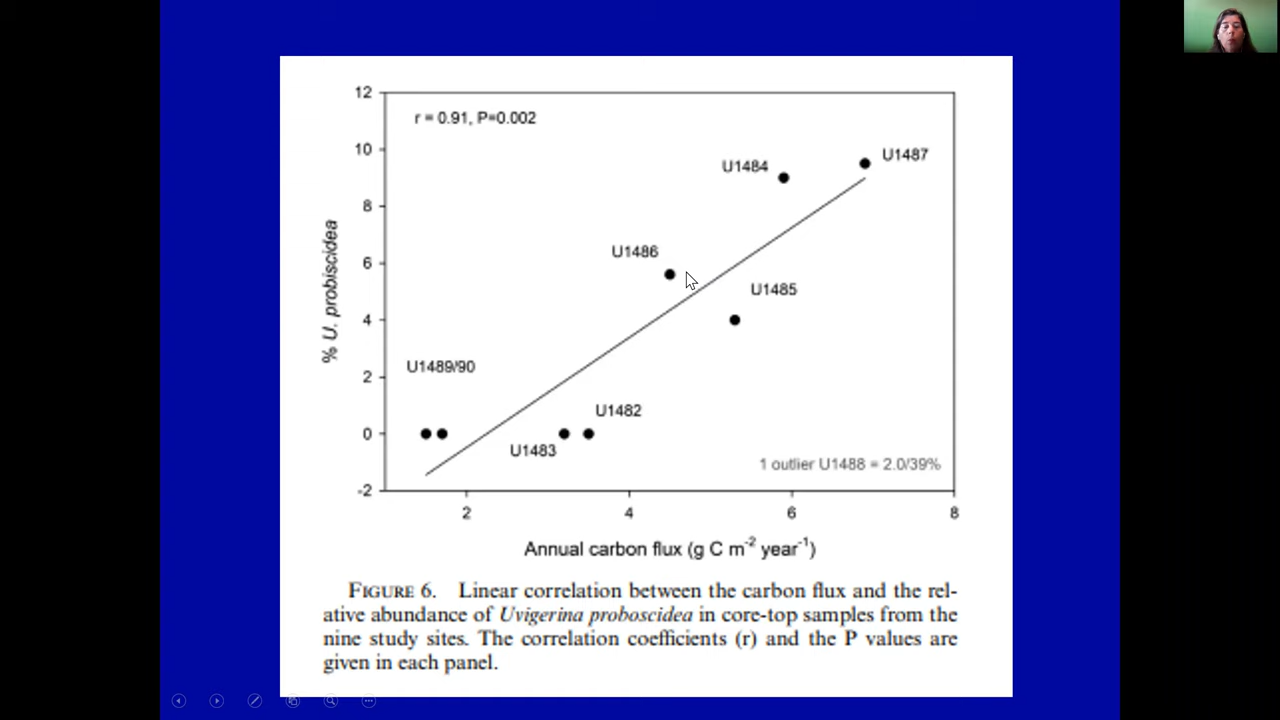 12
r = 0.91, P=0.002
10
U1487
U1484
8
U1486
6
U1485
% U. probiscidea
4
U1489/90
2
U1482
0
U1483
1 outlier U1488 = 2.0/39%
-2
2 4 6 8
Annual carbon flux (g C m-2 year-1)
FIGURE 6. Linear correlation between the carbon flux and the rel-
ative abundance of Uvigerina proboscidea in core-top samples from the
nine study sites. The correlation coefficients (r) and the P values are
given in each panel.